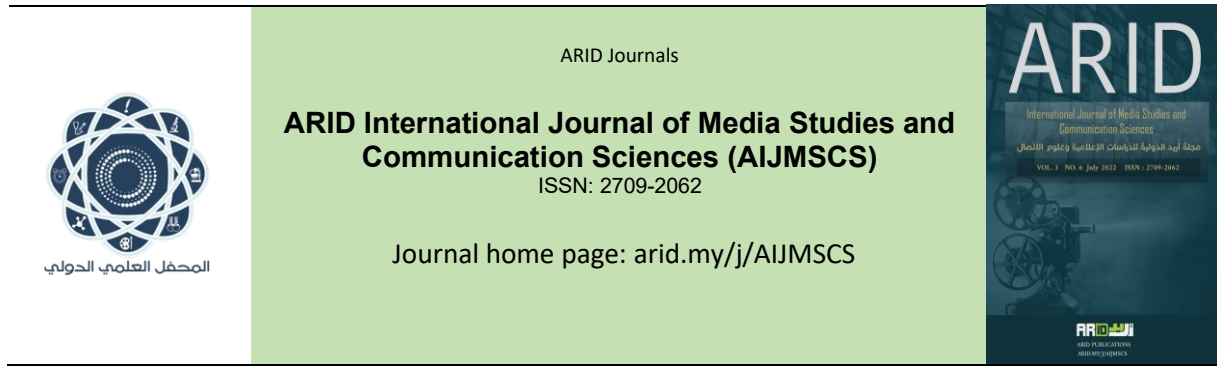 المحفل العلمي الدولي
ARID Journals
ARID International Journal of Media Studies and
Communication Sciences (AIJMSCS)
ISSN: 2709-2062
Journal home page: arid.my/j/AIJMSCS
ARID
International Journal of Media Studies and
Communication Sciences
مجلة أريد الدولية للدراسات الإعلامية وعلوم الاتصال
VOL. 3 NO. 6 July 2022 ISSN : 2709-2062
ARID أريد
ARID PUBLICATIONS
ARID.MY/J/AIJMSCS